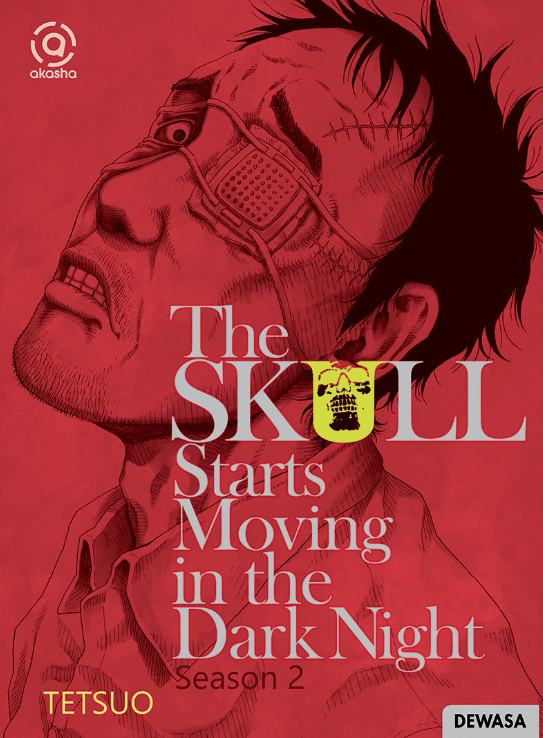 akasha
The
SKULL
Starts
Moving
in the
Dark Night
Season 2
TETSUO
DEWASA